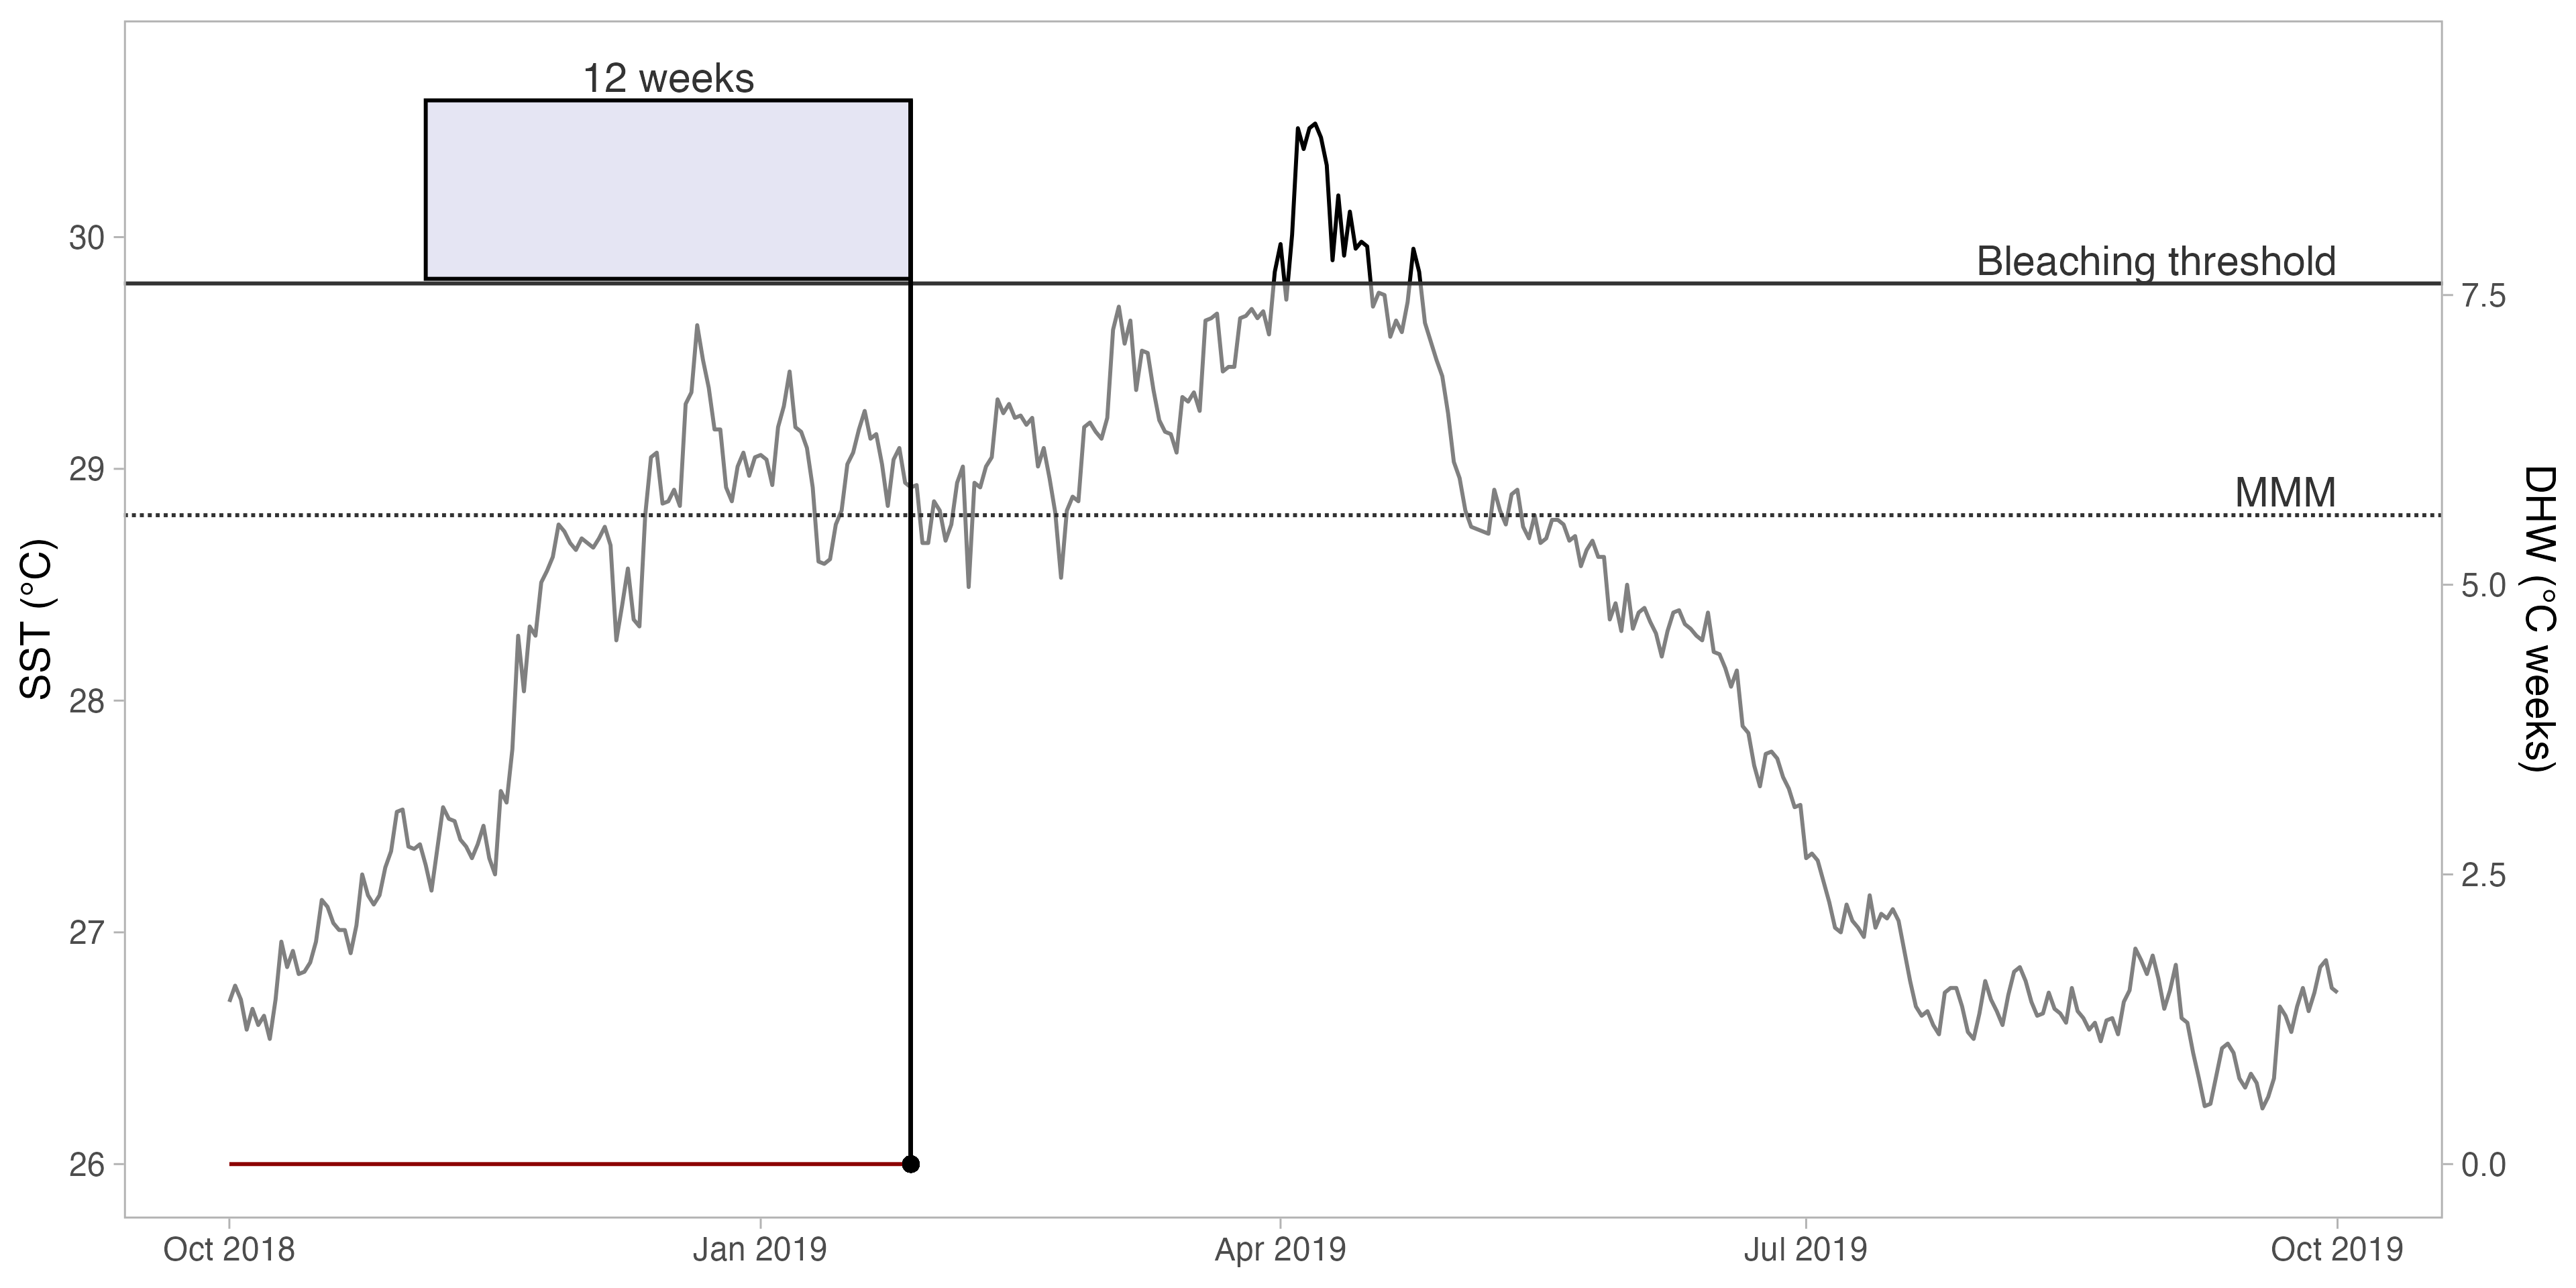 12 weeks
30
Bleaching threshold
7.5
29
MMM
SST (°C)
DHW (°C weeks)
5.0
28
2.5
27
26
0.0
Oct 2018
Jan 2019
Apr 2019
Jul 2019
Oct 2019